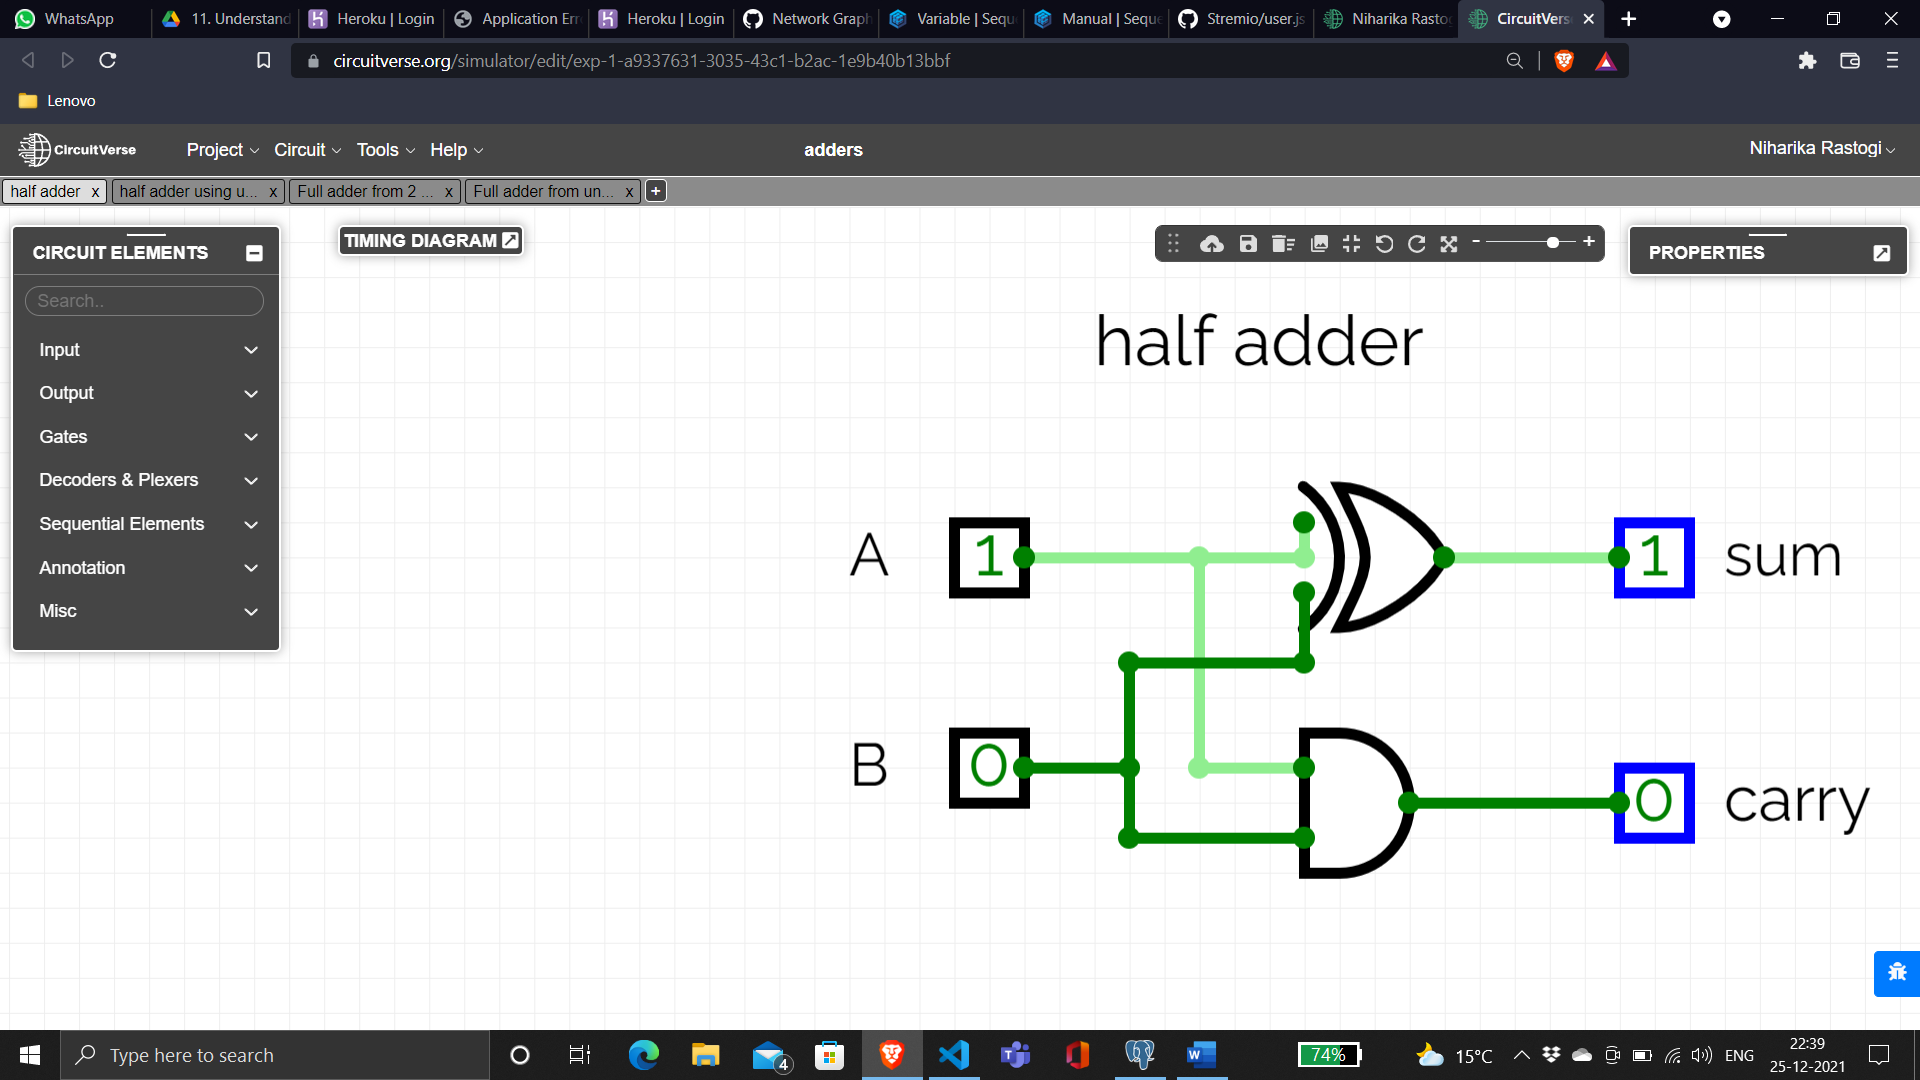 WhatsApp
11. Understand
Heroku | Login
Application Err
Heroku | Login
Network Graph
Variable | Sequ
Manual | Seque
Stremio/user.js
Niharika Rasto
CircuitVers
circuitverse.org/simulator/edit/exp-1-a9337631-3035-43c1-b2ac-1e9b40b13bbf
Lenovo
CircuitVerse
Project
Circuit
Tools
Help
adders
Niharika Rastogi
half adder x
half adder using u... x
Full adder from 2 ... x
Full adder from un... x
+
CIRCUIT ELEMENTS
Search..
Input
Output
Gates
Decoders & Plexers
Sequential Elements
Annotation
Misc
TIMING DIAGRAM
PROPERTIES
half adder
A 1
1 sum
B 0
0 carry
Type here to search
4
74%
15°C
ENG
22:39
25-12-2021